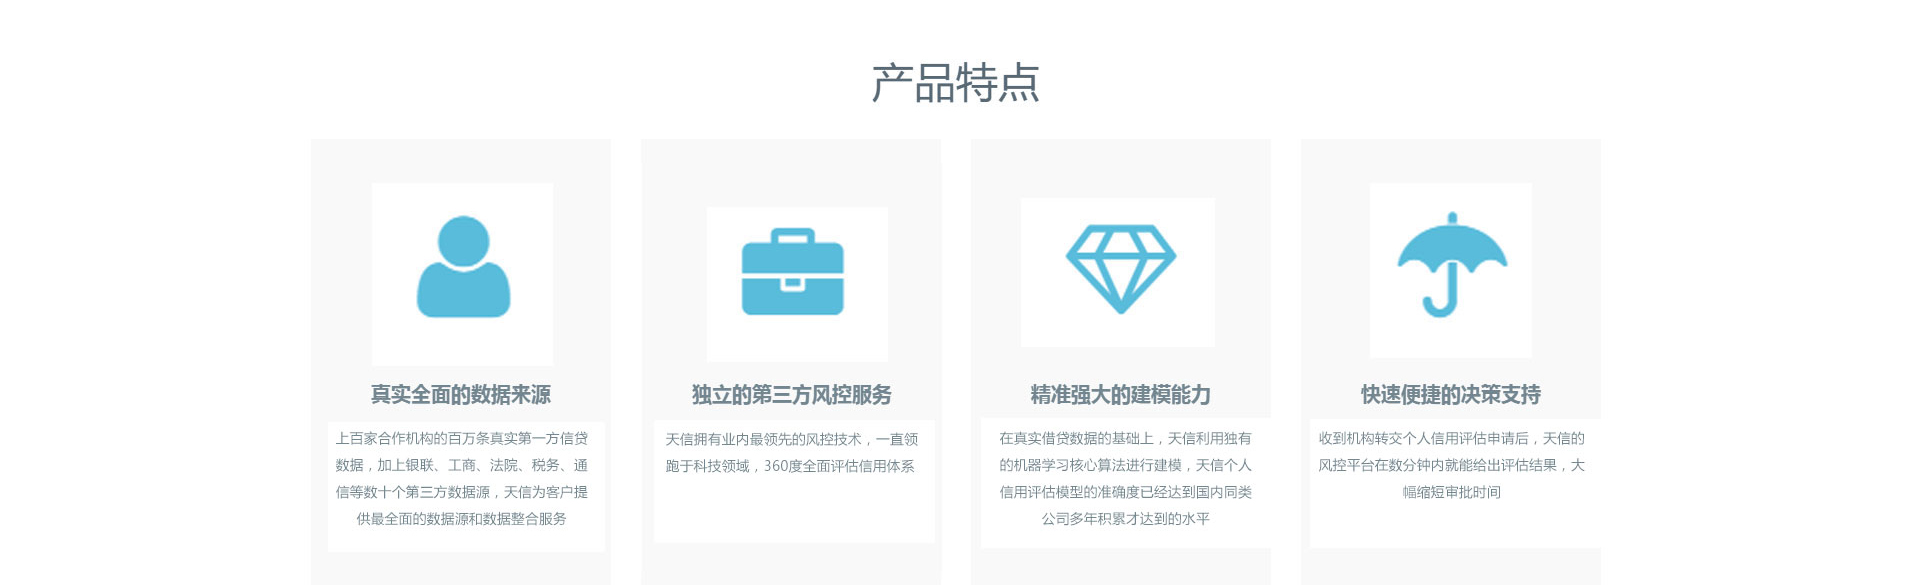 产品特点
真实全面的数据来源
上百家合作机构的百万条真实第一方信贷
数据，加上银联、工商、法院、税务、通
信等数十个第三方数据源，天信为客户提
供最全面的数据源和数据整合服务
独立的第三方风控服务
天信拥有业内最领先的风控技术，一直领
跑于科技领域，360度全面评估信用体系
精准强大的建模能力
在真实借贷数据的基础上，天信利用独有
的机器学习核心算法进行建模，天信个人
信用评估模型的准确度已经达到国内同类
公司多年积累才达到的水平
快速便捷的决策支持
收到机构转交个人信用评估申请后，天信的
风控平台在数分钟内就能给出评估结果，大
幅缩短审批时间